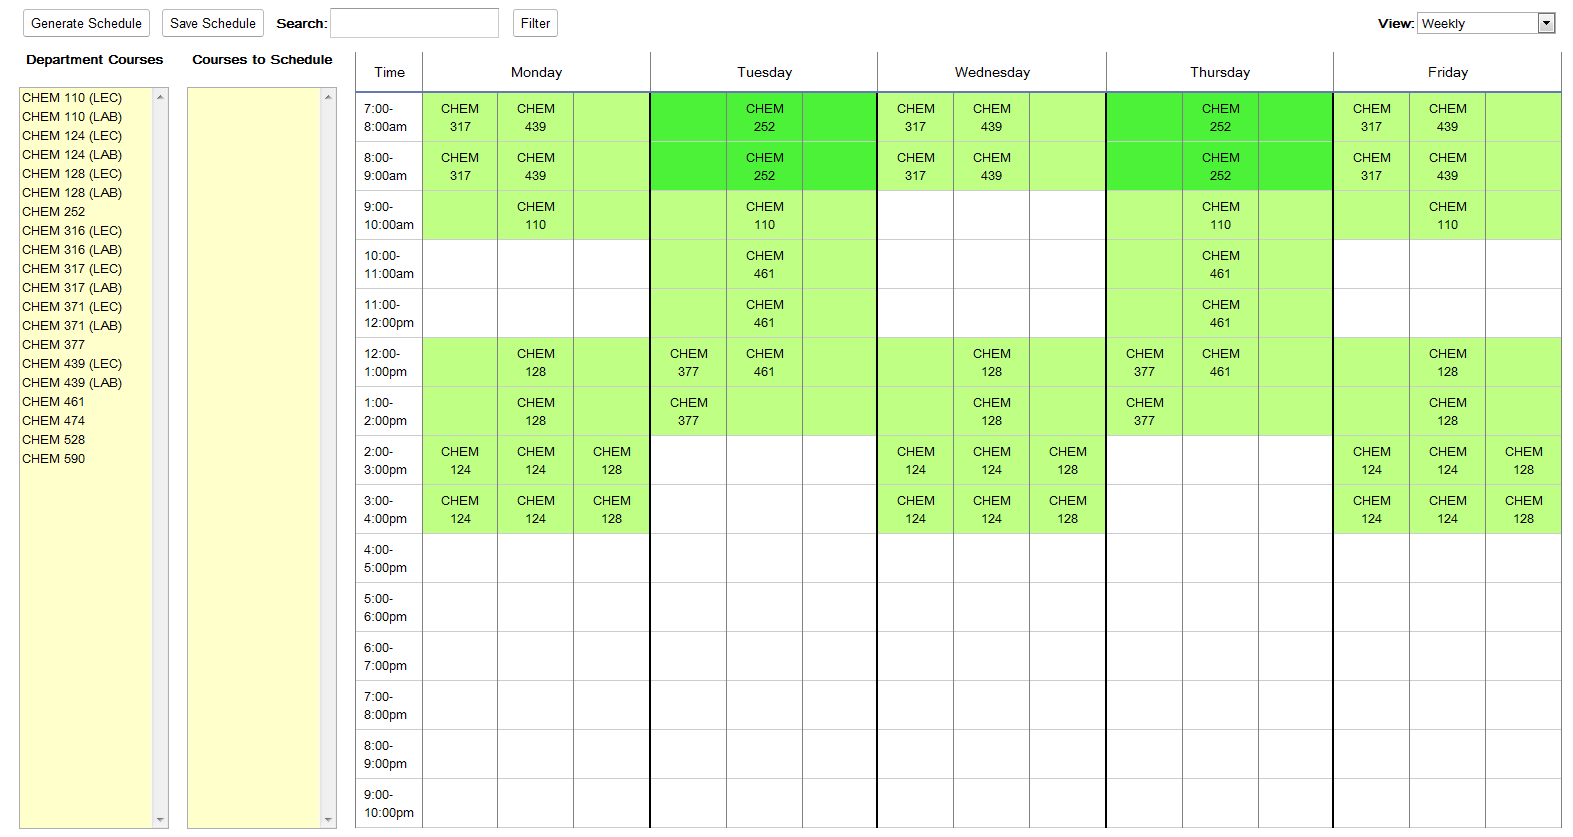 Generate Schedule Save Schedule Search: Filter View: Weekly
Department Courses Courses to Schedule
CHEM 110 (LEC)
CHEM 110 (LAB)
CHEM 124 (LEC)
CHEM 124 (LAB)
CHEM 128 (LEC)
CHEM 128 (LAB)
CHEM 252
CHEM 316 (LEC)
CHEM 316 (LAB)
CHEM 317 (LEC)
CHEM 317 (LAB)
CHEM 371 (LEC)
CHEM 371 (LAB)
CHEM 377
CHEM 439 (LEC)
CHEM 439 (LAB)
CHEM 461
CHEM 474
CHEM 528
CHEM 590
Time Monday Tuesday Wednesday Thursday Friday
7:00- CHEM CHEM CHEM CHEM CHEM CHEM CHEM CHEM
8:00am 317 439 252 317 439 252 317 439
8:00- CHEM CHEM CHEM CHEM CHEM CHEM CHEM CHEM
9:00am 317 439 252 317 439 252 317 439
9:00- CHEM CHEM CHEM CHEM
10:00am 110 110 110 110
10:00- CHEM CHEM
11:00am 461 461
11:00- CHEM CHEM
12:00pm 461 461
12:00- CHEM CHEM CHEM CHEM CHEM CHEM CHEM
1:00pm 128 377 461 128 377 461 128
1:00- CHEM CHEM CHEM CHEM CHEM
2:00pm 128 377 128 377 128
2:00- CHEM CHEM CHEM CHEM CHEM CHEM CHEM CHEM CHEM
3:00pm 124 124 128 124 124 128 124 124 128
3:00- CHEM CHEM CHEM CHEM CHEM CHEM CHEM CHEM CHEM
4:00pm 124 124 128 124 124 128 124 124 128
4:00-
5:00pm
5:00-
6:00pm
6:00-
7:00pm
7:00-
8:00pm
8:00-
9:00pm
9:00-
10:00pm